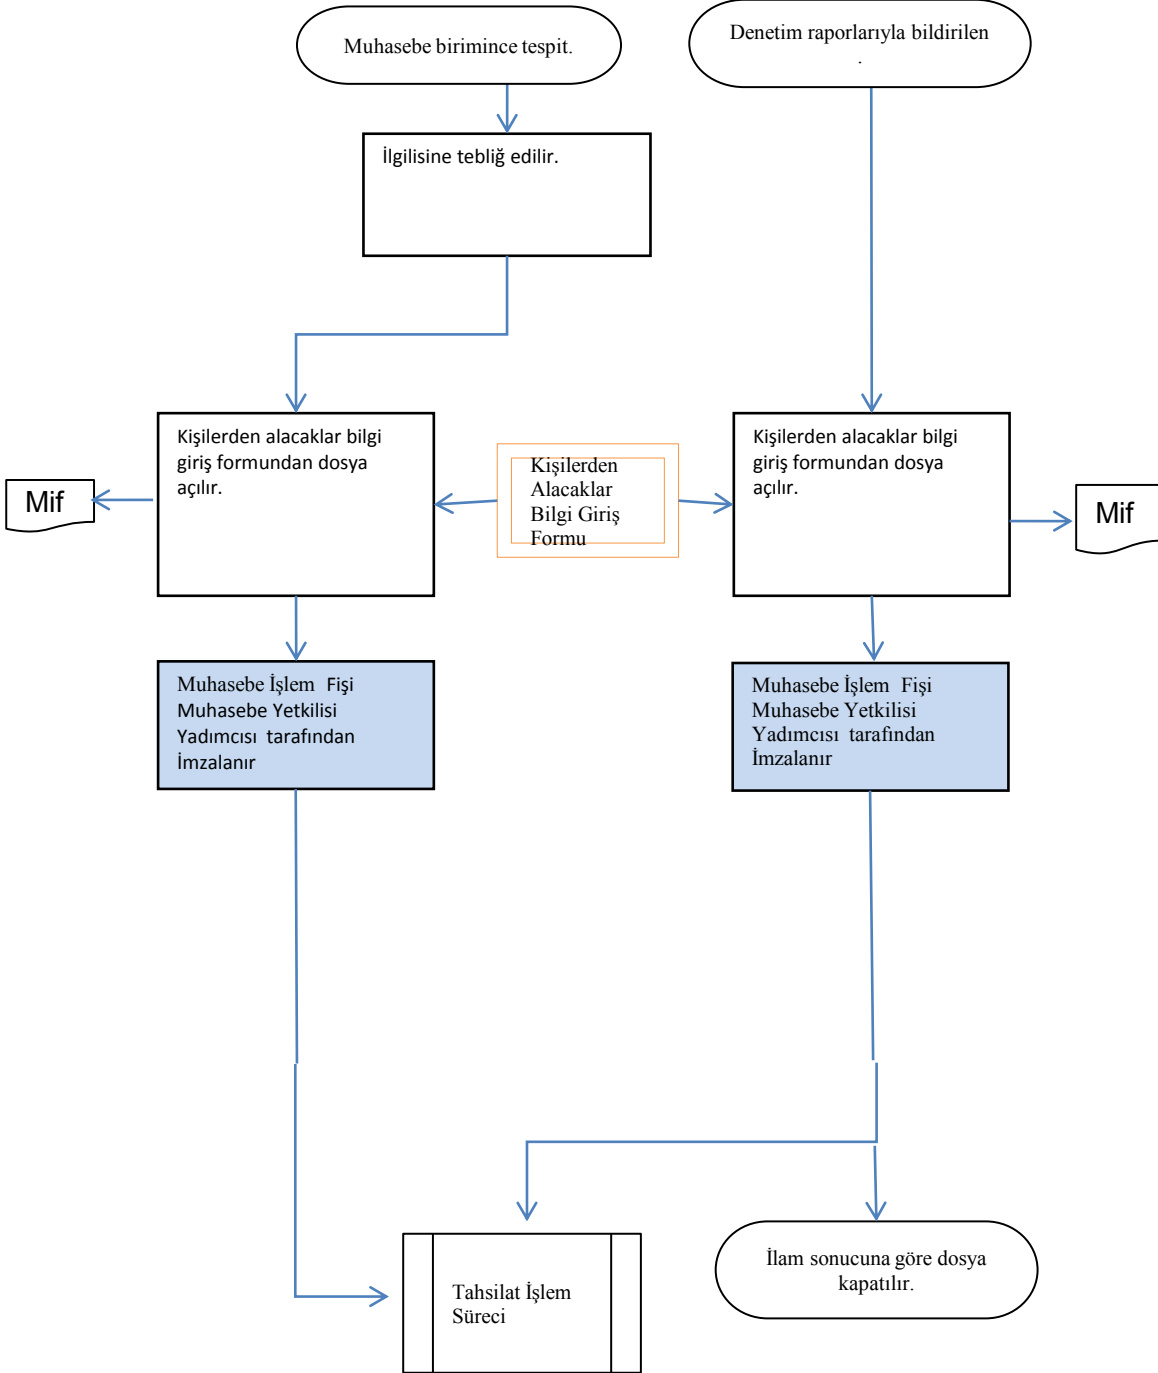 Muhasebe birimince tespit.
Denetim raporlarıyla bildirilen
.
İlgilisine tebliğ edilir.
Kişilerden alacaklar bilgi
giriş formundan dosya
açılır.
Kişilerden
Alacaklar
Bilgi Giriş
Formu
Kişilerden alacaklar bilgi
giriş formundan dosya
açılır.
Mif
Mif
Muhasebe İşlem Fişi
Muhasebe Yetkilisi
Yadımcısı tarafından
İmzalanır
Muhasebe İşlem Fişi
Muhasebe Yetkilisi
Yadımcısı tarafından
İmzalanır
Tahsilat İşlem
Süreci
İlam sonucuna göre dosya
kapatılır.